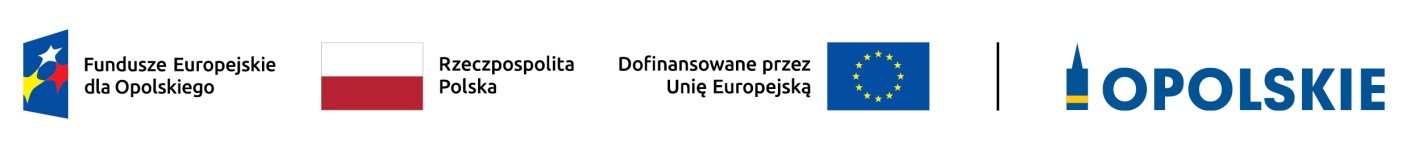 Fundusze Europejskie
dla Opolskiego
Rzeczpospolita
Polska
Dofinansowane przez
Unię Europejską
OPOLSKIE